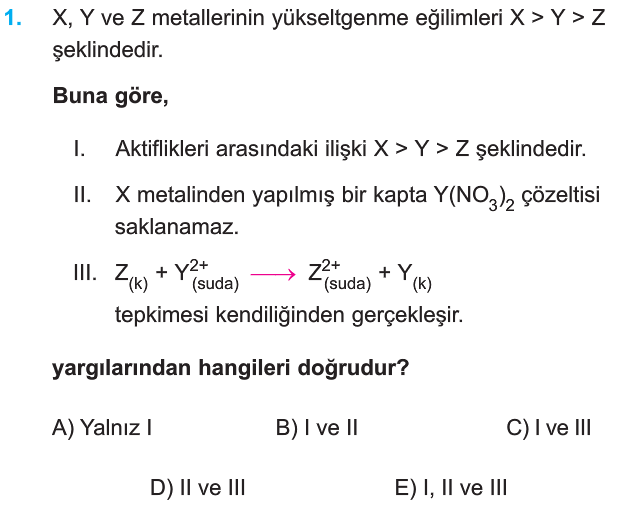 1. X, Y ve Z metallerinin yükseltgenme eğilimleri X > Y > Z
şeklindedir.
Buna göre,
I. Aktiflikleri arasındaki ilişki X > Y > Z şeklindedir.
II. X metalinden yapılmış bir kapta Y(NO₃)₂ çözeltisi
saklanamaz.
III. Z(k) + Y²⁺(suda) ⟶ Z²⁺(suda) + Y(k)
tepkimesi kendiliğinden gerçekleşir.
yargılarından hangileri doğrudur?
A) Yalnız I B) I ve II C) I ve III
D) II ve III E) I, II ve III